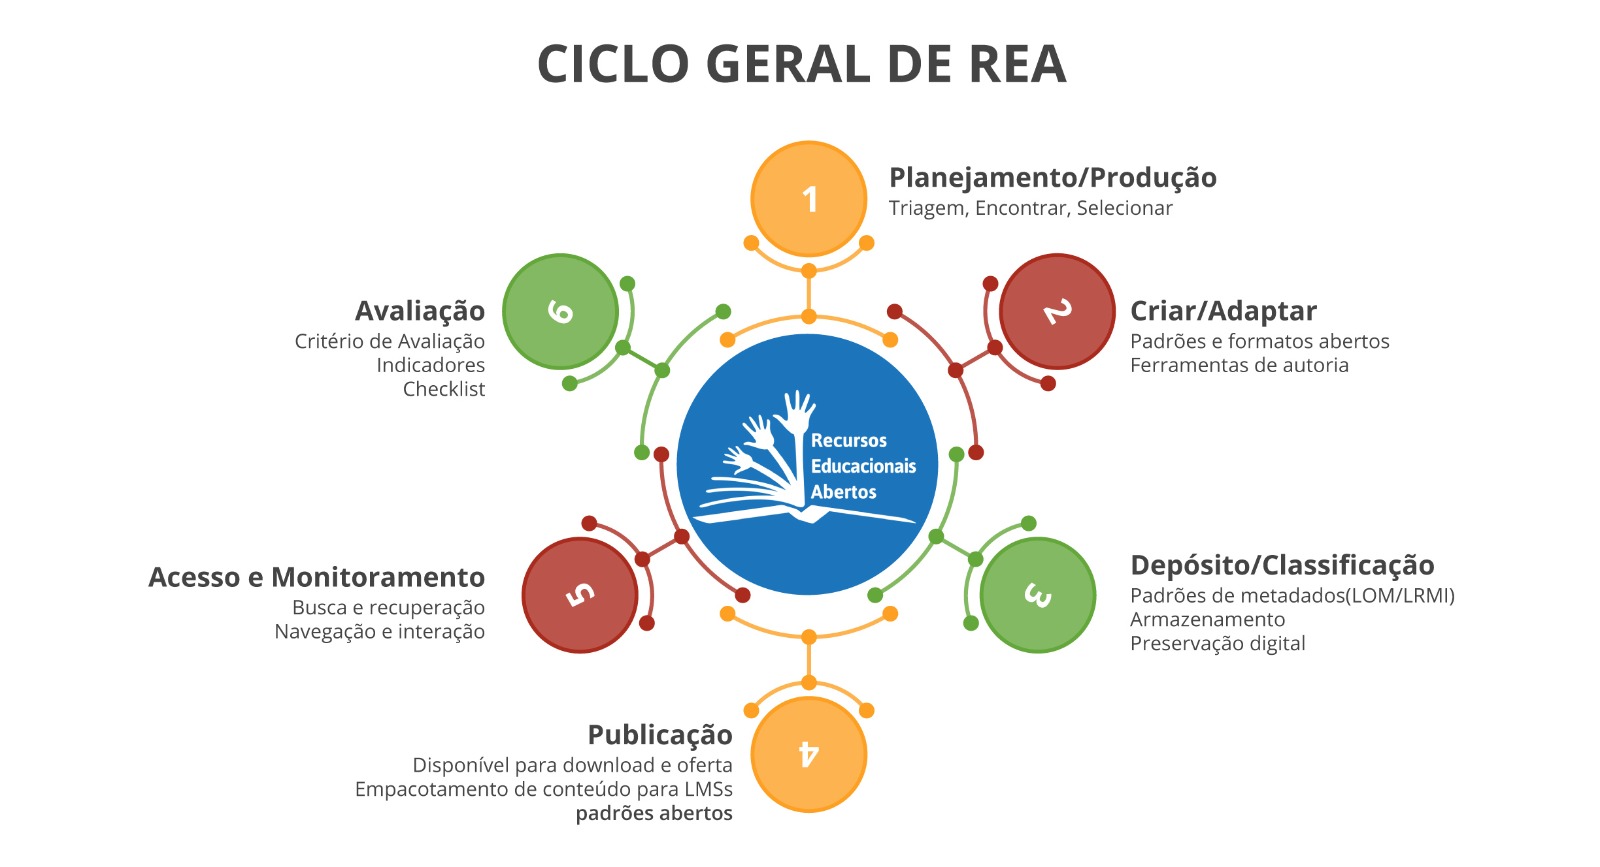 CICLO GERAL DE REA
1
Planejamento/Produção
Triagem, Encontrar, Selecionar
2
Criar/Adaptar
Padrões e formatos abertos
Ferramentas de autoria
3
Depósito/Classificação
Padrões de metadados(LOM/LRMI)
Armazenamento
Preservação digital
4
Publicação
Disponível para download e oferta
Empacotamento de conteúdo para LMSs
padrões abertos
5
Acesso e Monitoramento
Busca e recuperação
Navegação e interação
6
Avaliação
Critério de Avaliação
Indicadores
Checklist
Recursos
Educacionais
Abertos